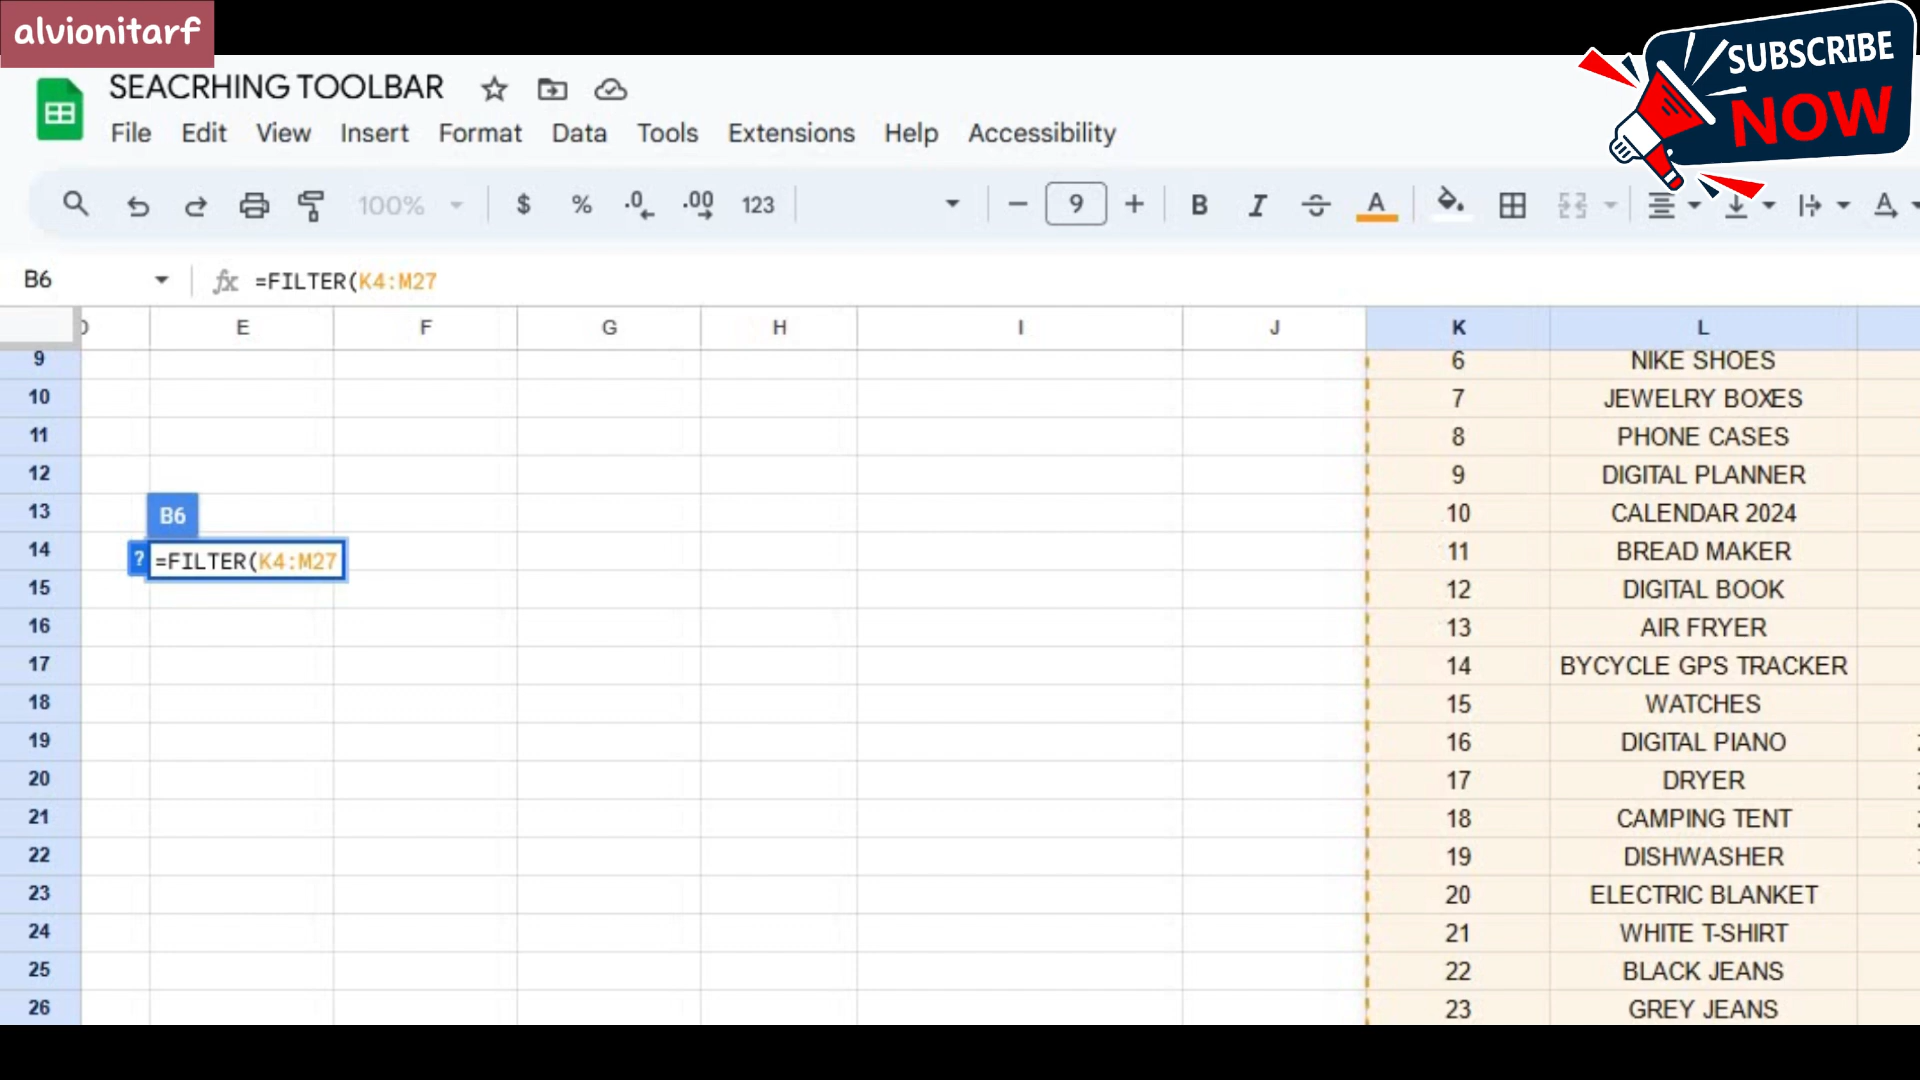 alvionitarf
SUBSCRIBE
NOW
SEACRHING TOOLBAR
File Edit View Insert Format Data Tools Extensions Help Accessibility
100% $ % .0 .00 123 9 B I A A
B6 fx =FILTER(K4:M27
E F G H I J K L
9 6 NIKE SHOES
10 7 JEWELRY BOXES
11 8 PHONE CASES
12 9 DIGITAL PLANNER
13 B6 10 CALENDAR 2024
14 ? =FILTER(K4:M27 11 BREAD MAKER
15 12 DIGITAL BOOK
16 13 AIR FRYER
17 14 BYCYCLE GPS TRACKER
18 15 WATCHES
19 16 DIGITAL PIANO
20 17 DRYER
21 18 CAMPING TENT
22 19 DISHWASHER
23 20 ELECTRIC BLANKET
24 21 WHITE T-SHIRT
25 22 BLACK JEANS
26 23 GREY JEANS